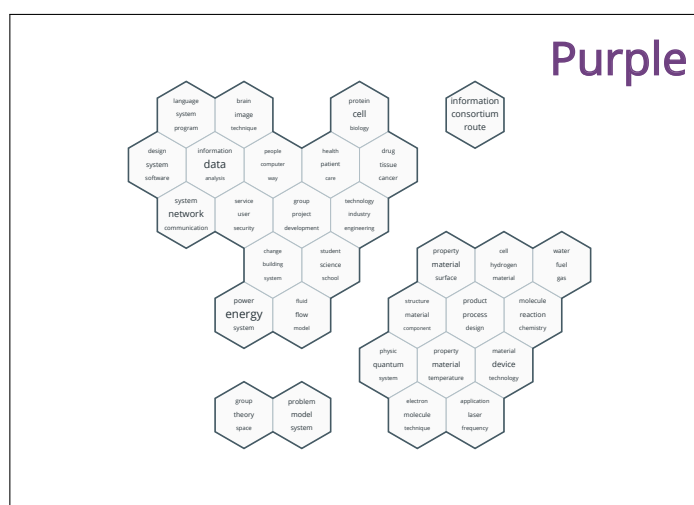 Purple
language
system
program
brain
image
technique
protein
cell
biology
information
consortium
route
design
system
software
information
data
analysis
people
computer
way
health
patient
care
drug
tissue
cancer
system
network
communication
service
user
security
group
project
development
technology
industry
engineering
change
building
system
student
science
school
property
material
surface
cell
hydrogen
material
water
fuel
gas
power
energy
system
fluid
flow
model
structure
material
component
product
process
design
molecule
reaction
chemistry
physic
quantum
system
property
material
temperature
material
device
technology
group
theory
space
problem
model
system
electron
molecule
technique
application
laser
frequency